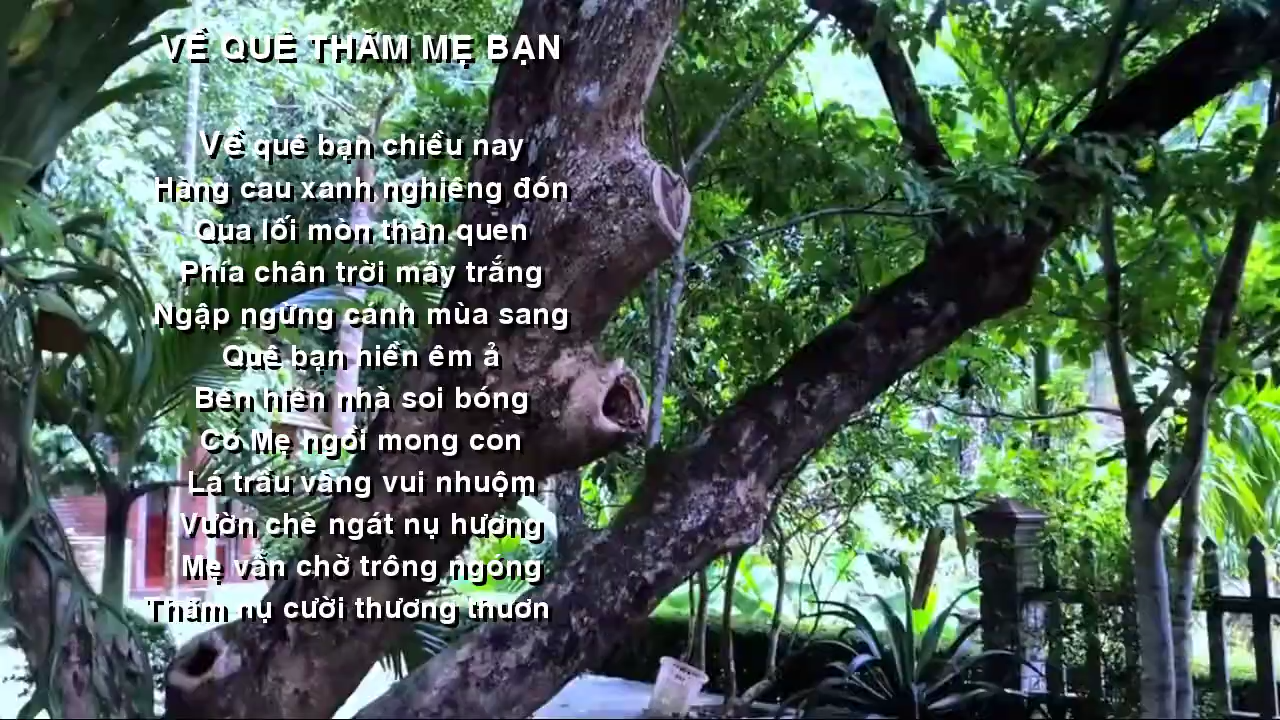 VỀ QUÊ THĂM MẸ BẠN
Về quê bạn chiều nay
Hàng cau xanh nghiêng đón
Qua lối mòn thân quen
Phía chân trời mây trắng
Ngập ngừng cánh mùa sang
Quê bạn hiền êm ả
Bên hiên nhà soi bóng
Có Mẹ ngồi mong con
Lá trầu vàng vui nhuộm
Vườn chè ngát nụ hương
Mẹ vẫn chờ trông ngóng
Thăm nụ cười thương thươn